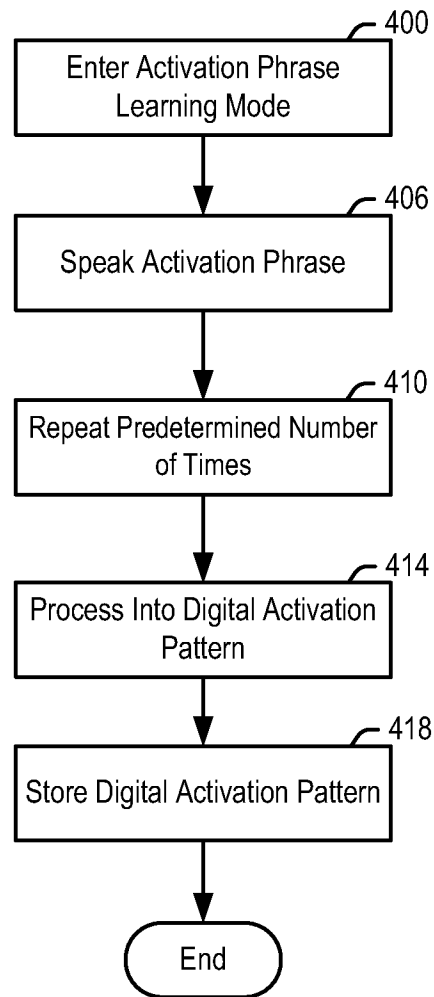 400
Enter Activation Phrase
Learning Mode
406
Speak Activation Phrase
410
Repeat Predetermined Number
of Times
414
Process Into Digital Activation
Pattern
418
Store Digital Activation Pattern
End